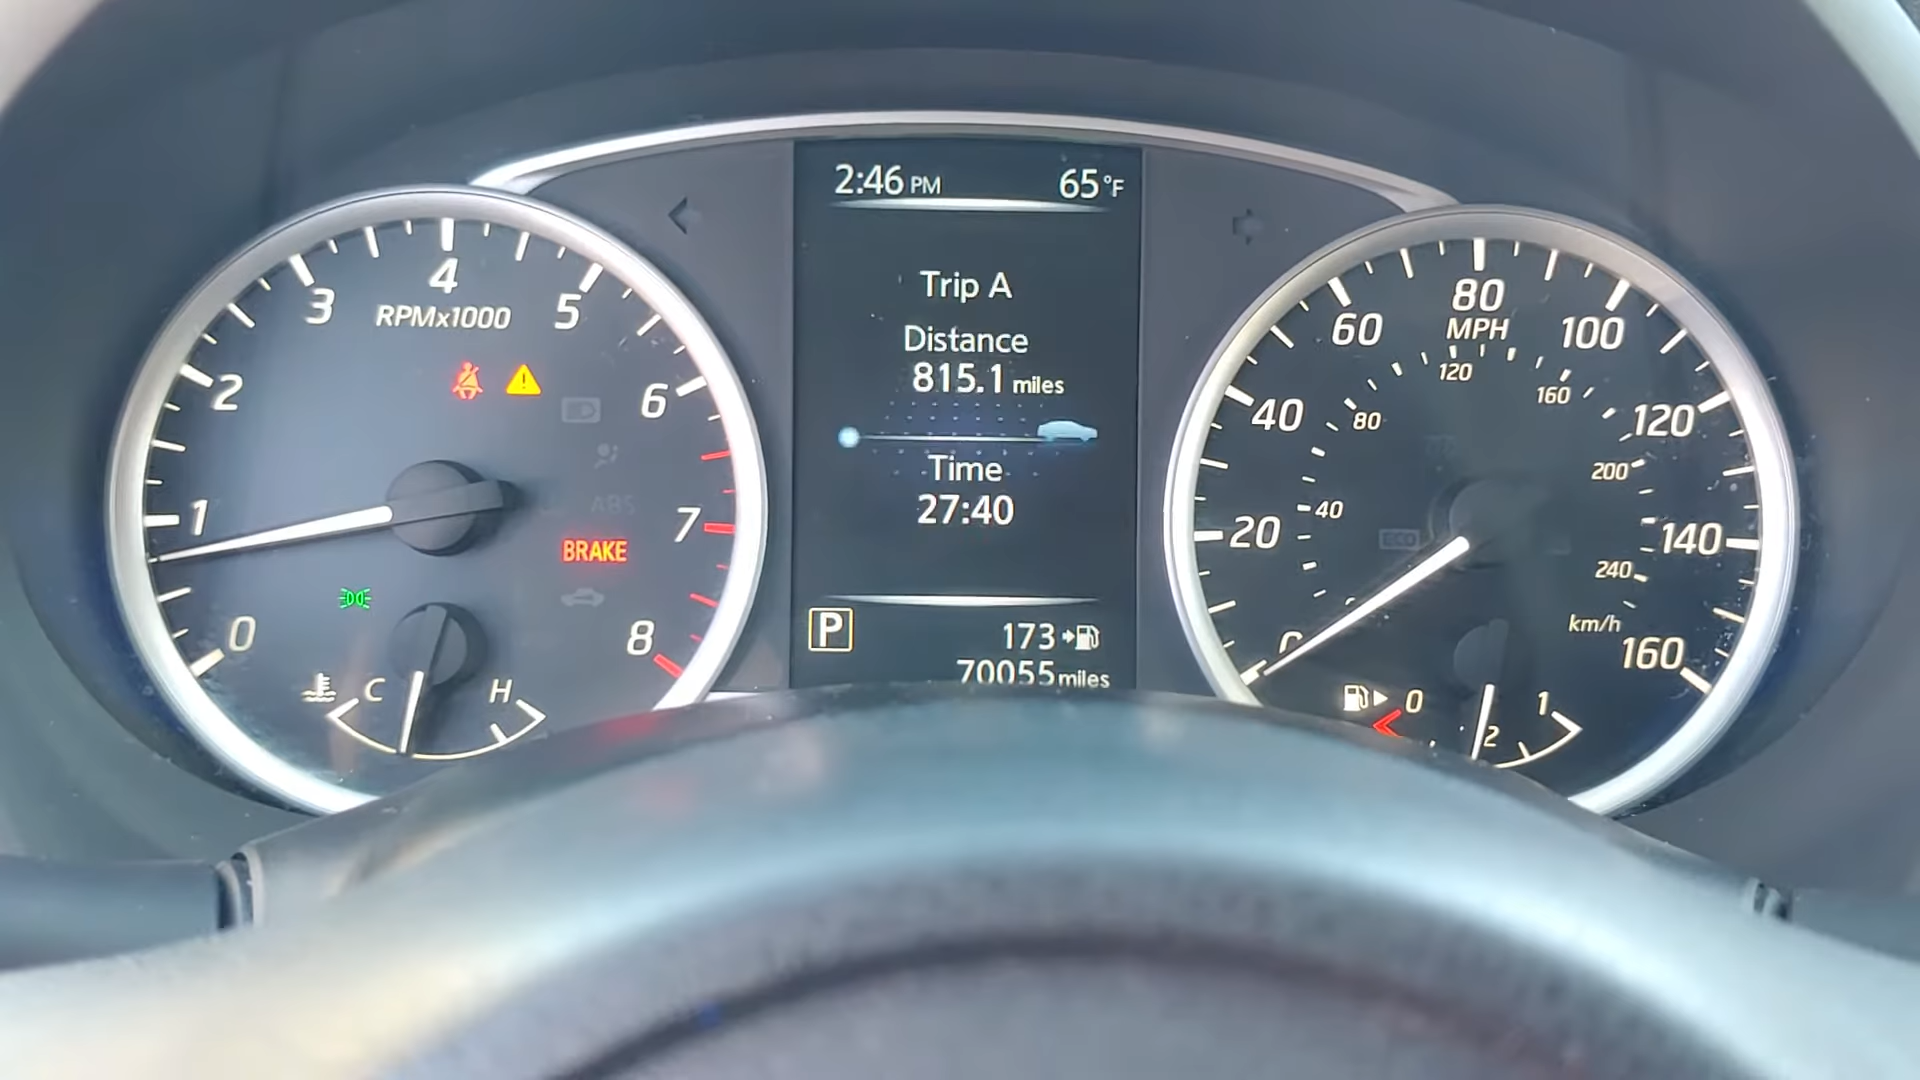 2:46 PM 65°F
Trip A
Distance
815.1 miles
Time
27:40
P
173
70055 miles
0
1
2
3
4
5
6
7
8
RPMx1000
ABS
BRAKE
C
H
20
40
60
80
100
120
140
160
MPH
40
80
120
160
200
240
km/h
ECO
0
2
1